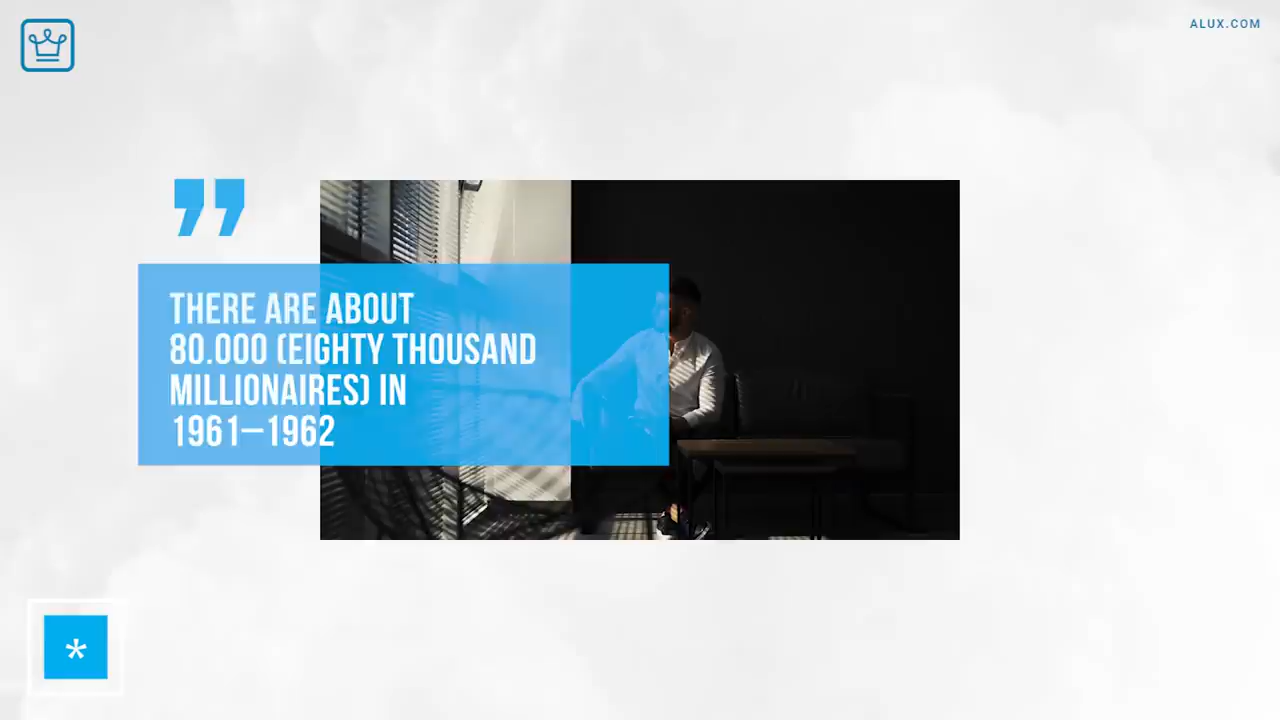 ALUX.COM
THERE ARE ABOUT
80.000 (EIGHTY THOUSAND
MILLIONAIRES) IN
1961–1962
*